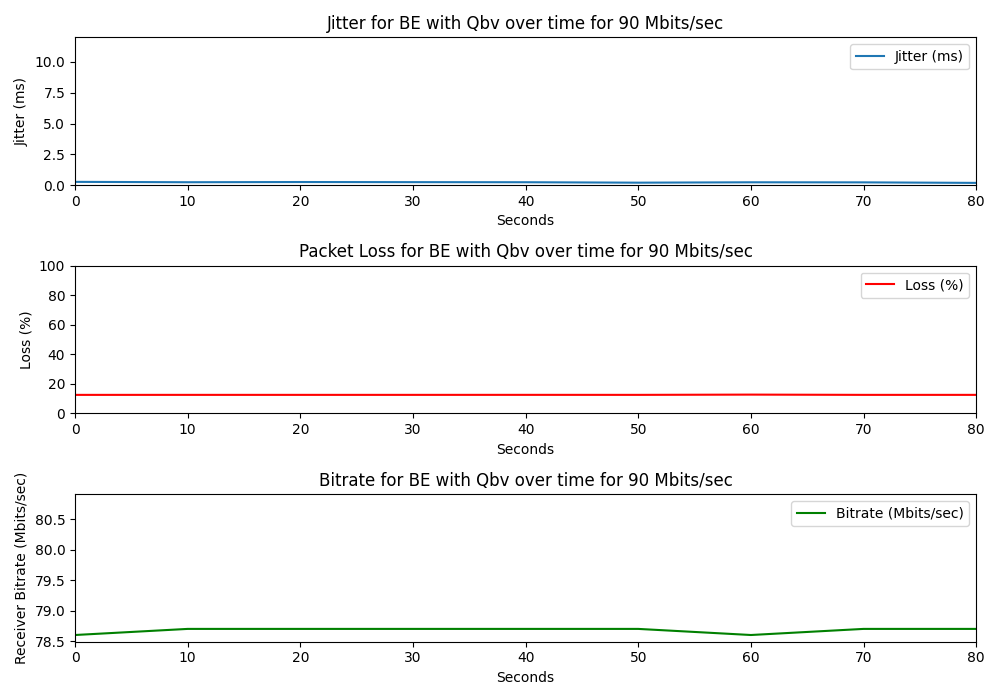 Jitter for BE with Qbv over time for 90 Mbits/sec
Jitter (ms)
10.0
7.5
5.0
2.5
0.0
Jitter (ms)
0 10 20 30 40 50 60 70 80
Seconds
Packet Loss for BE with Qbv over time for 90 Mbits/sec
Loss (%)
100
80
60
40
20
0
Loss (%)
0 10 20 30 40 50 60 70 80
Seconds
Bitrate for BE with Qbv over time for 90 Mbits/sec
Receiver Bitrate (Mbits/sec)
80.5
80.0
79.5
79.0
78.5
Bitrate (Mbits/sec)
0 10 20 30 40 50 60 70 80
Seconds